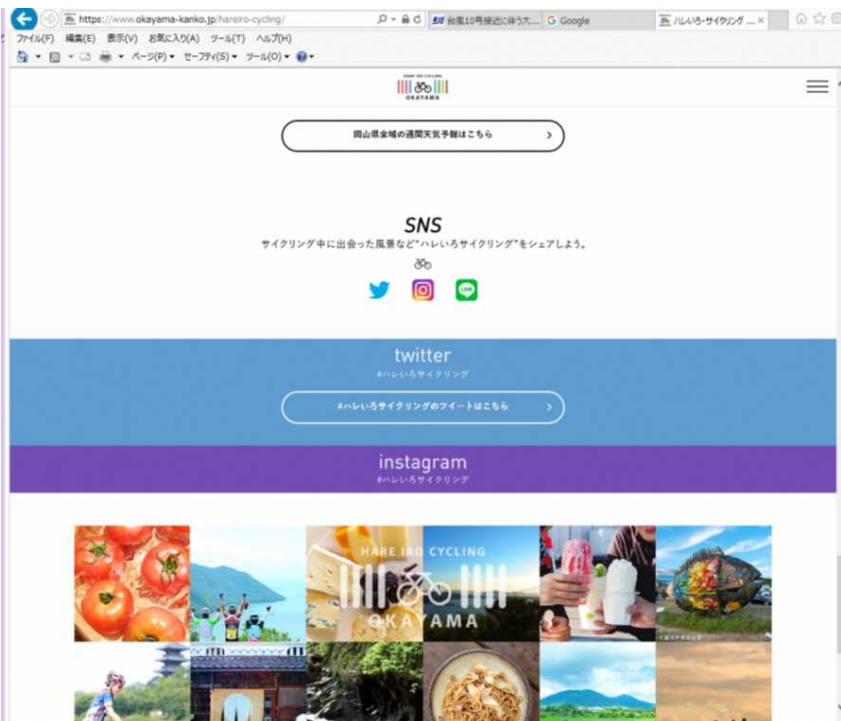 https://www.okayama-kanko.jp/hareiro-cycling/
台風10号接近に伴う大...
Google
ハレいろ・サイクリング ...
ファイル(F) 編集(E) 表示(V) お気に入り(A) ツール(T) ヘルプ(H)
ページ(P) セーフティ(S) ツール(O)
HARE IRO CYCLING
OKAYAMA
岡山県全域の週間天気予報はこちら
SNS
サイクリング中に出会った風景など"ハレいろサイクリング"をシェアしよう。
LINE
twitter
#ハレいろサイクリング
#ハレいろサイクリングのツイートはこちら
instagram
#ハレいろサイクリング
HARE IRO CYCLING
OKAYAMA